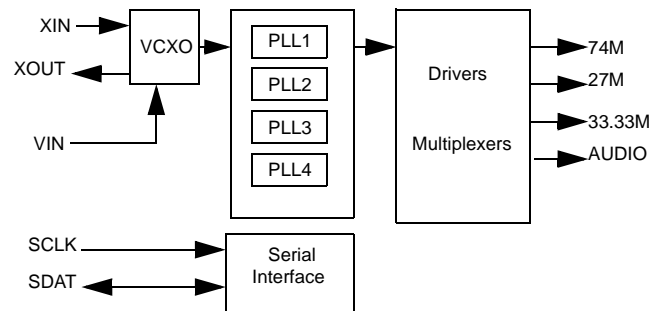 XIN
XOUT
VIN
VCXO
PLL1
PLL2
PLL3
PLL4
Drivers
Multiplexers
74M
27M
33.33M
AUDIO
SCLK
SDAT
Serial
Interface